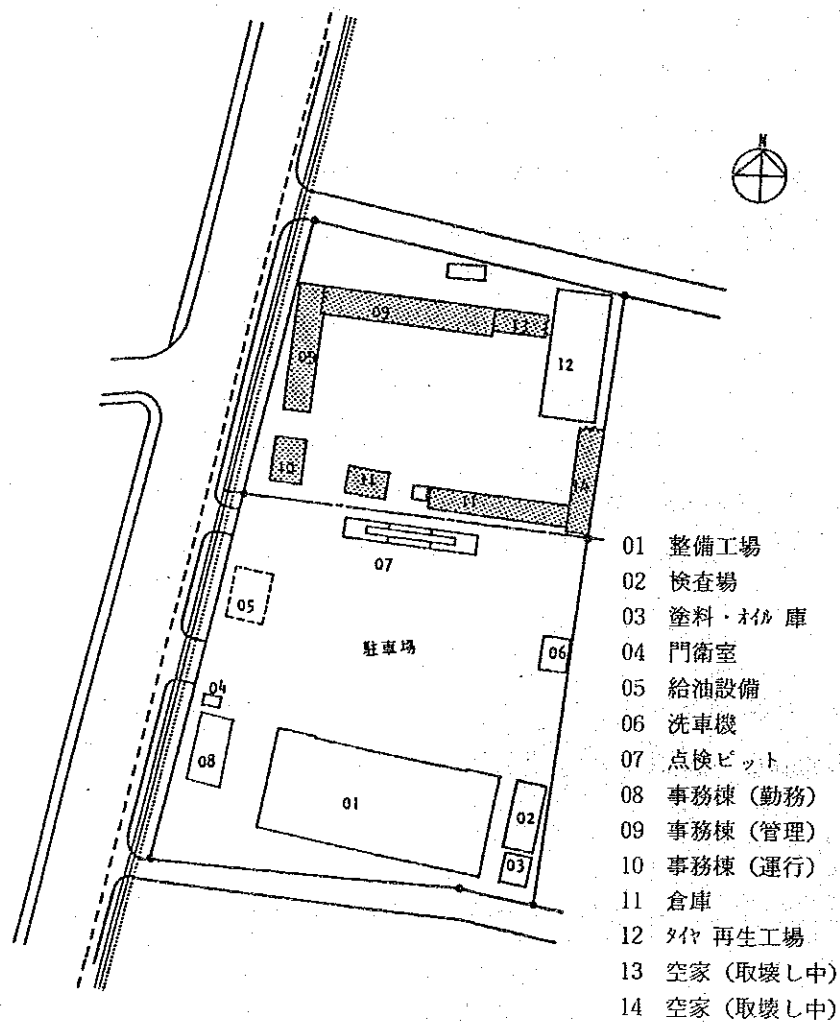 N
09
13
09
12
10
11
11
14
07
05
駐車場
06
04
08
01
02
03
01 整備工場
02 検査場
03 塗料・オイル 庫
04 門衛室
05 給油設備
06 洗車機
07 点検ピット
08 事務棟（勤務）
09 事務棟（管理）
10 事務棟（運行）
11 倉庫
12 タイヤ 再生工場
13 空家（取壊し中）
14 空家（取壊し中）